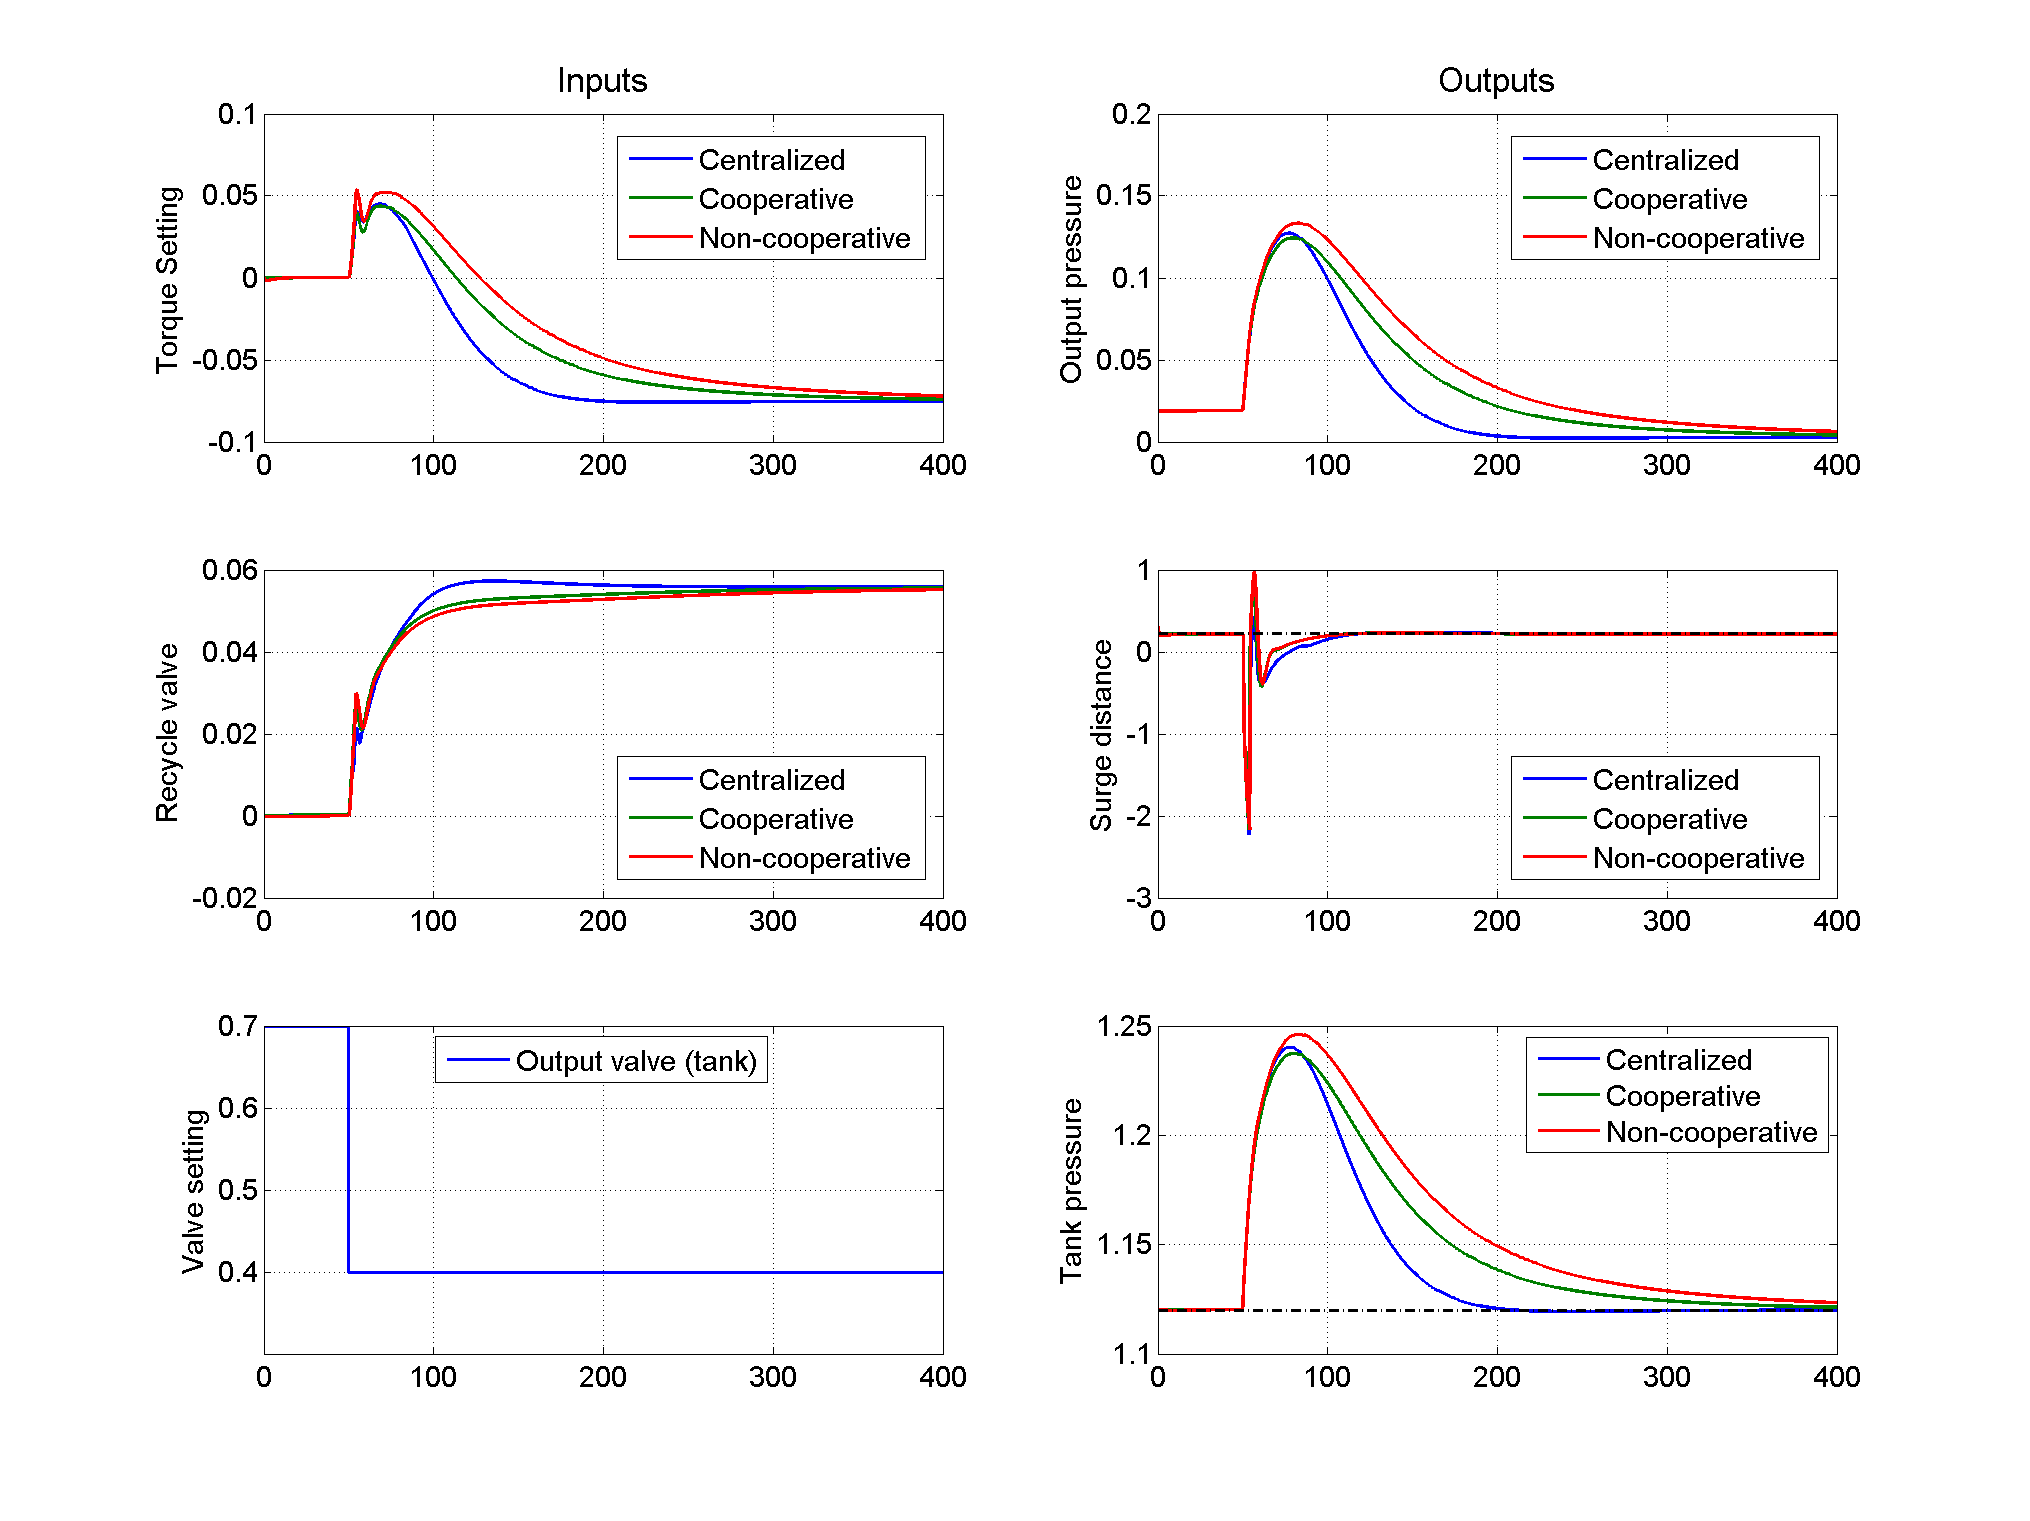 Inputs
0.1
0.05
0
-0.05
-0.1
Torque Setting
Centralized
Cooperative
Non-cooperative
0 100 200 300 400
Outputs
0.2
0.15
0.1
0.05
0
Output pressure
Centralized
Cooperative
Non-cooperative
0 100 200 300 400
0.06
0.04
0.02
0
-0.02
Recycle valve
Centralized
Cooperative
Non-cooperative
0 100 200 300 400
1
0
-1
-2
-3
Surge distance
Centralized
Cooperative
Non-cooperative
0 100 200 300 400
0.7
0.6
0.5
0.4
Valve setting
Output valve (tank)
0 100 200 300 400
1.25
1.2
1.15
1.1
Tank pressure
Centralized
Cooperative
Non-cooperative
0 100 200 300 400